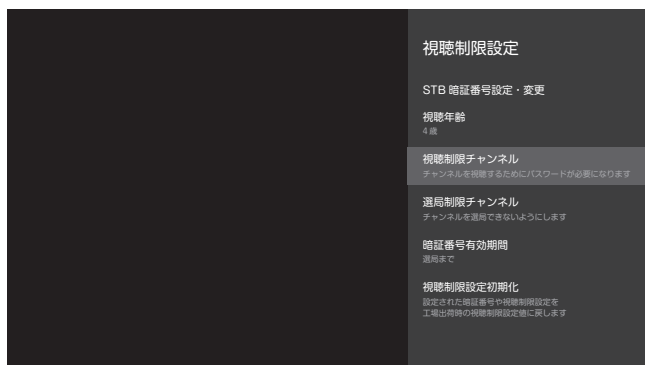 視聴制限設定
STB 暗証番号設定・変更
視聴年齢
4 歳
視聴制限チャンネル
チャンネルを視聴するためにパスワードが必要になります
選局制限チャンネル
チャンネルを選局できないようにします
暗証番号有効期間
選局まで
視聴制限設定初期化
設定された暗証番号や視聴制限設定を
工場出荷時の視聴制限設定値に戻します